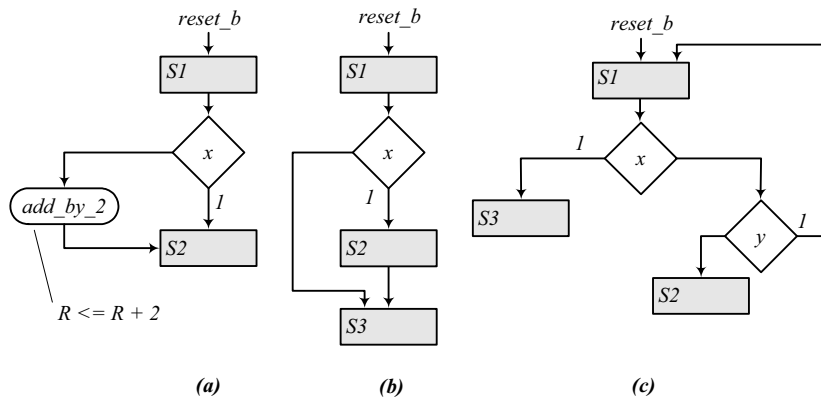 reset_b
S1
x
1
add_by_2
S2
R <= R + 2
(a)
reset_b
S1
x
1
S2
S3
(b)
reset_b
S1
1
x
S3
y
1
S2
(c)